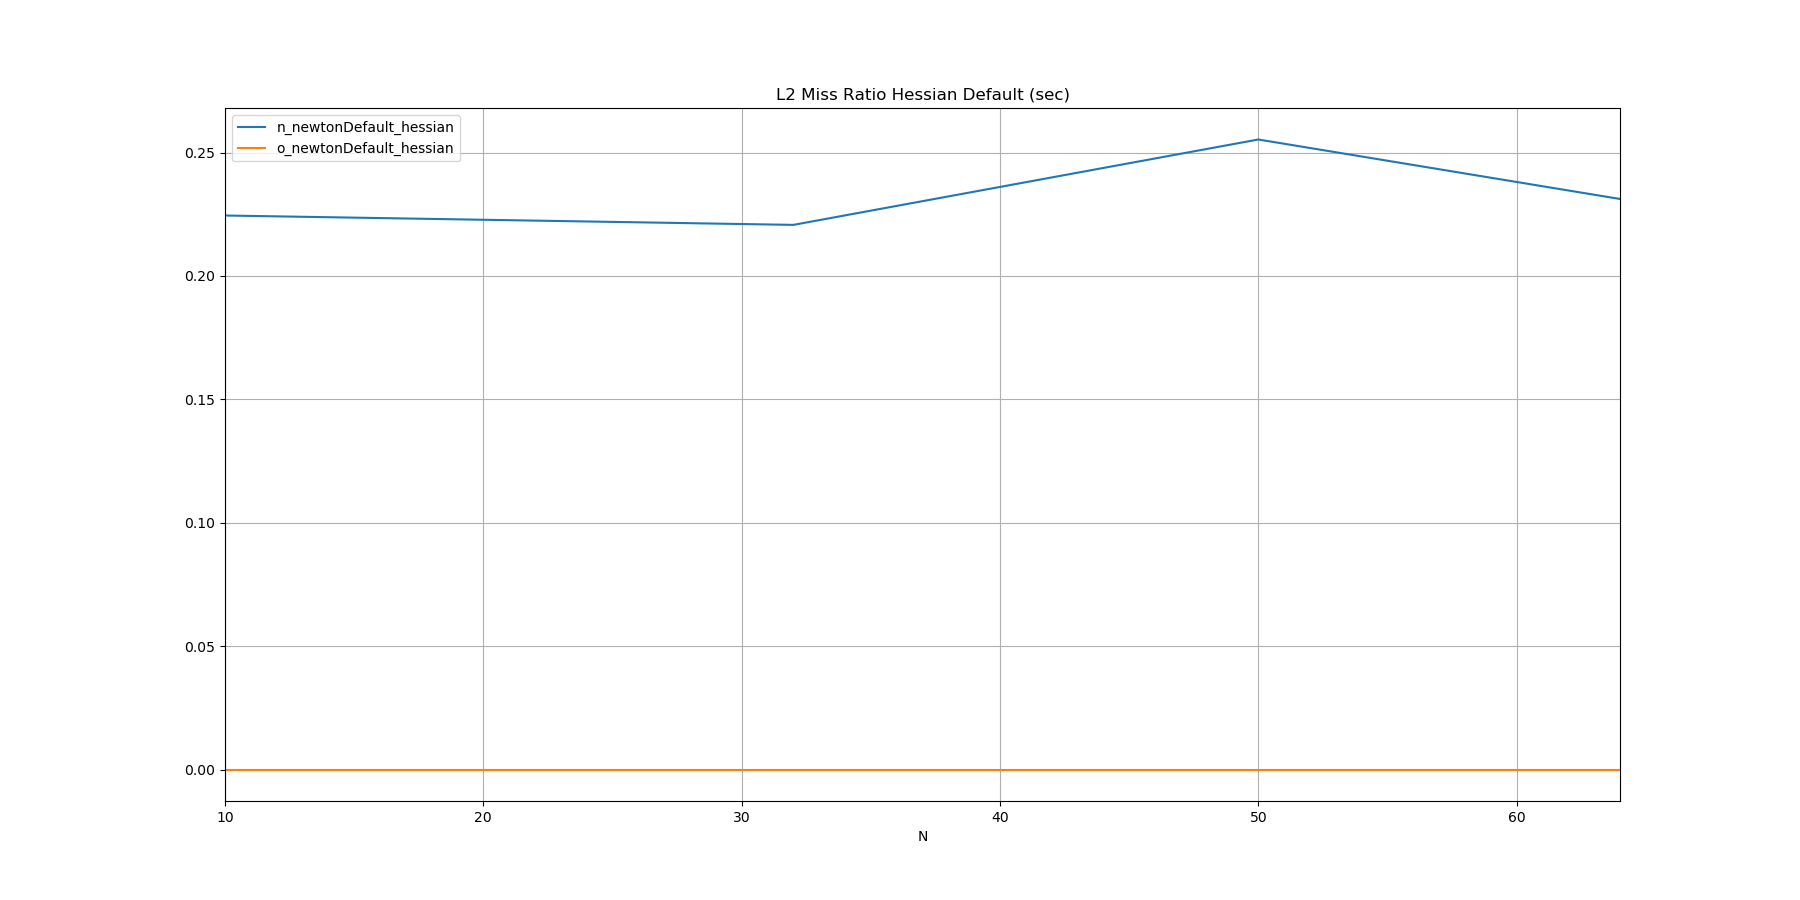 L2 Miss Ratio Hessian Default (sec)
n_newtonDefault_hessian
o_newtonDefault_hessian
0.25
0.20
0.15
0.10
0.05
0.00
10 20 30 40 50 60
N